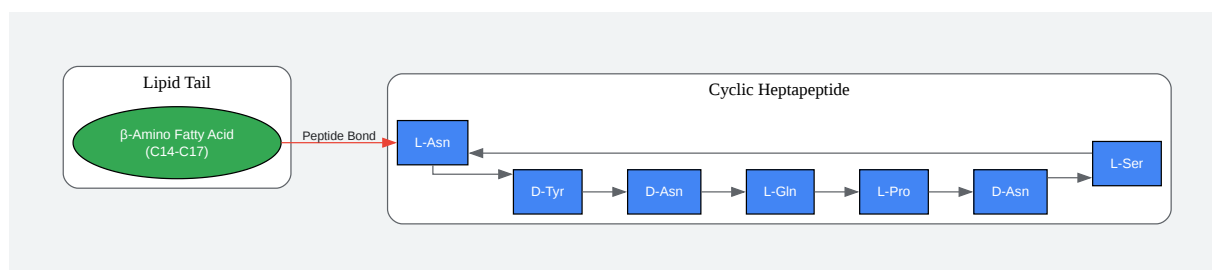 Lipid Tail
β-Amino Fatty Acid
(C14-C17)
Peptide Bond
Cyclic Heptapeptide
L-Asn
D-Tyr
D-Asn
L-Gln
L-Pro
D-Asn
L-Ser